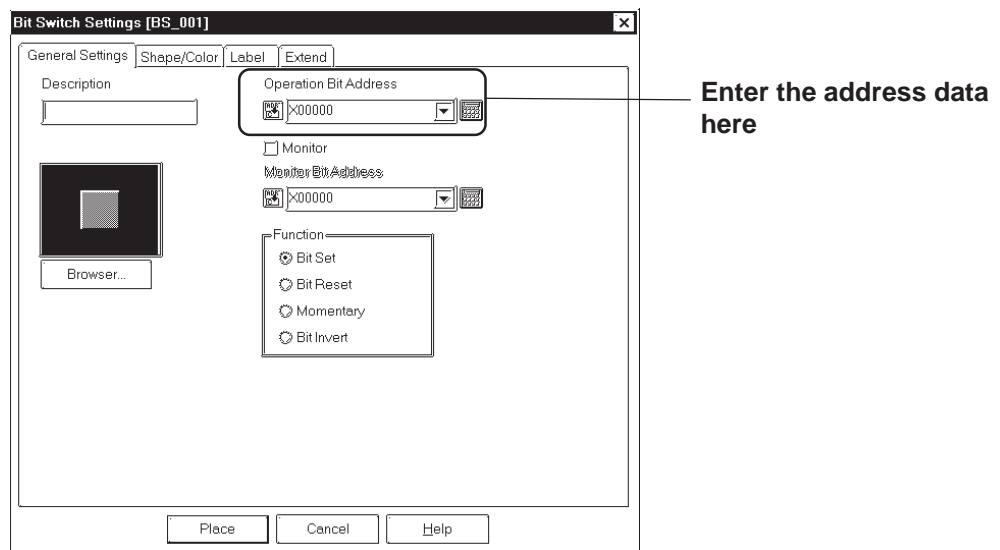 Bit Switch Settings [BS_001]
General Settings Shape/Color Label Extend
Description
Operation Bit Address
X00000
Monitor
Monitor Bit Address
X00000
Browser...
Function
Bit Set
Bit Reset
Momentary
Bit Invert
Place Cancel Help
Enter the address data
here